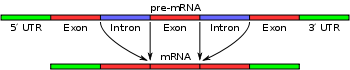 pre-mRNA
5′ UTR Exon Intron Exon Intron Exon 3′ UTR
mRNA